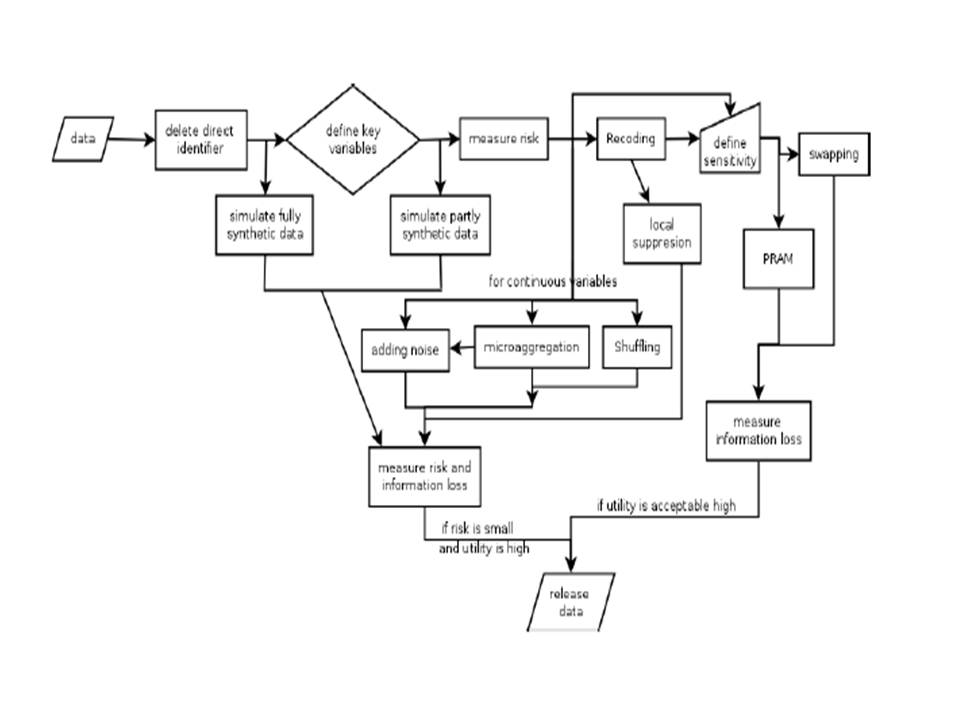 data
delete direct
identifier
define key
variables
measure risk
Recoding
define
sensitivity
swapping
simulate fully
synthetic data
simulate partly
synthetic data
local
suppresion
PRAM
for continuous variables
adding noise
microaggregation
Shuffling
measure
information loss
measure risk and
information loss
if utility is acceptable high
if risk is small
and utility is high
release
data